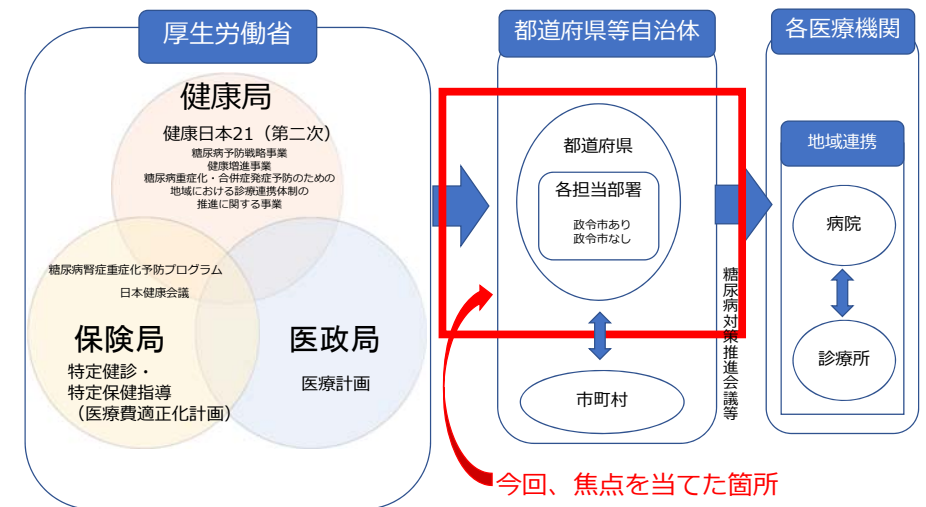 厚生労働省
健康局
健康日本21（第二次）
糖尿病予防戦略事業
健康増進事業
糖尿病重症化・合併症発症予防のための
地域における診療連携体制の
推進に関する事業
糖尿病腎症重症化予防プログラム
日本健康会議
保険局
特定健診・
特定保健指導
（医療費適正化計画）
医政局
医療計画
都道府県等自治体
都道府県
各担当部署
政令市あり
政令市なし
市町村
糖尿病対策推進会議等
各医療機関
地域連携
病院
診療所
今回、焦点を当てた箇所